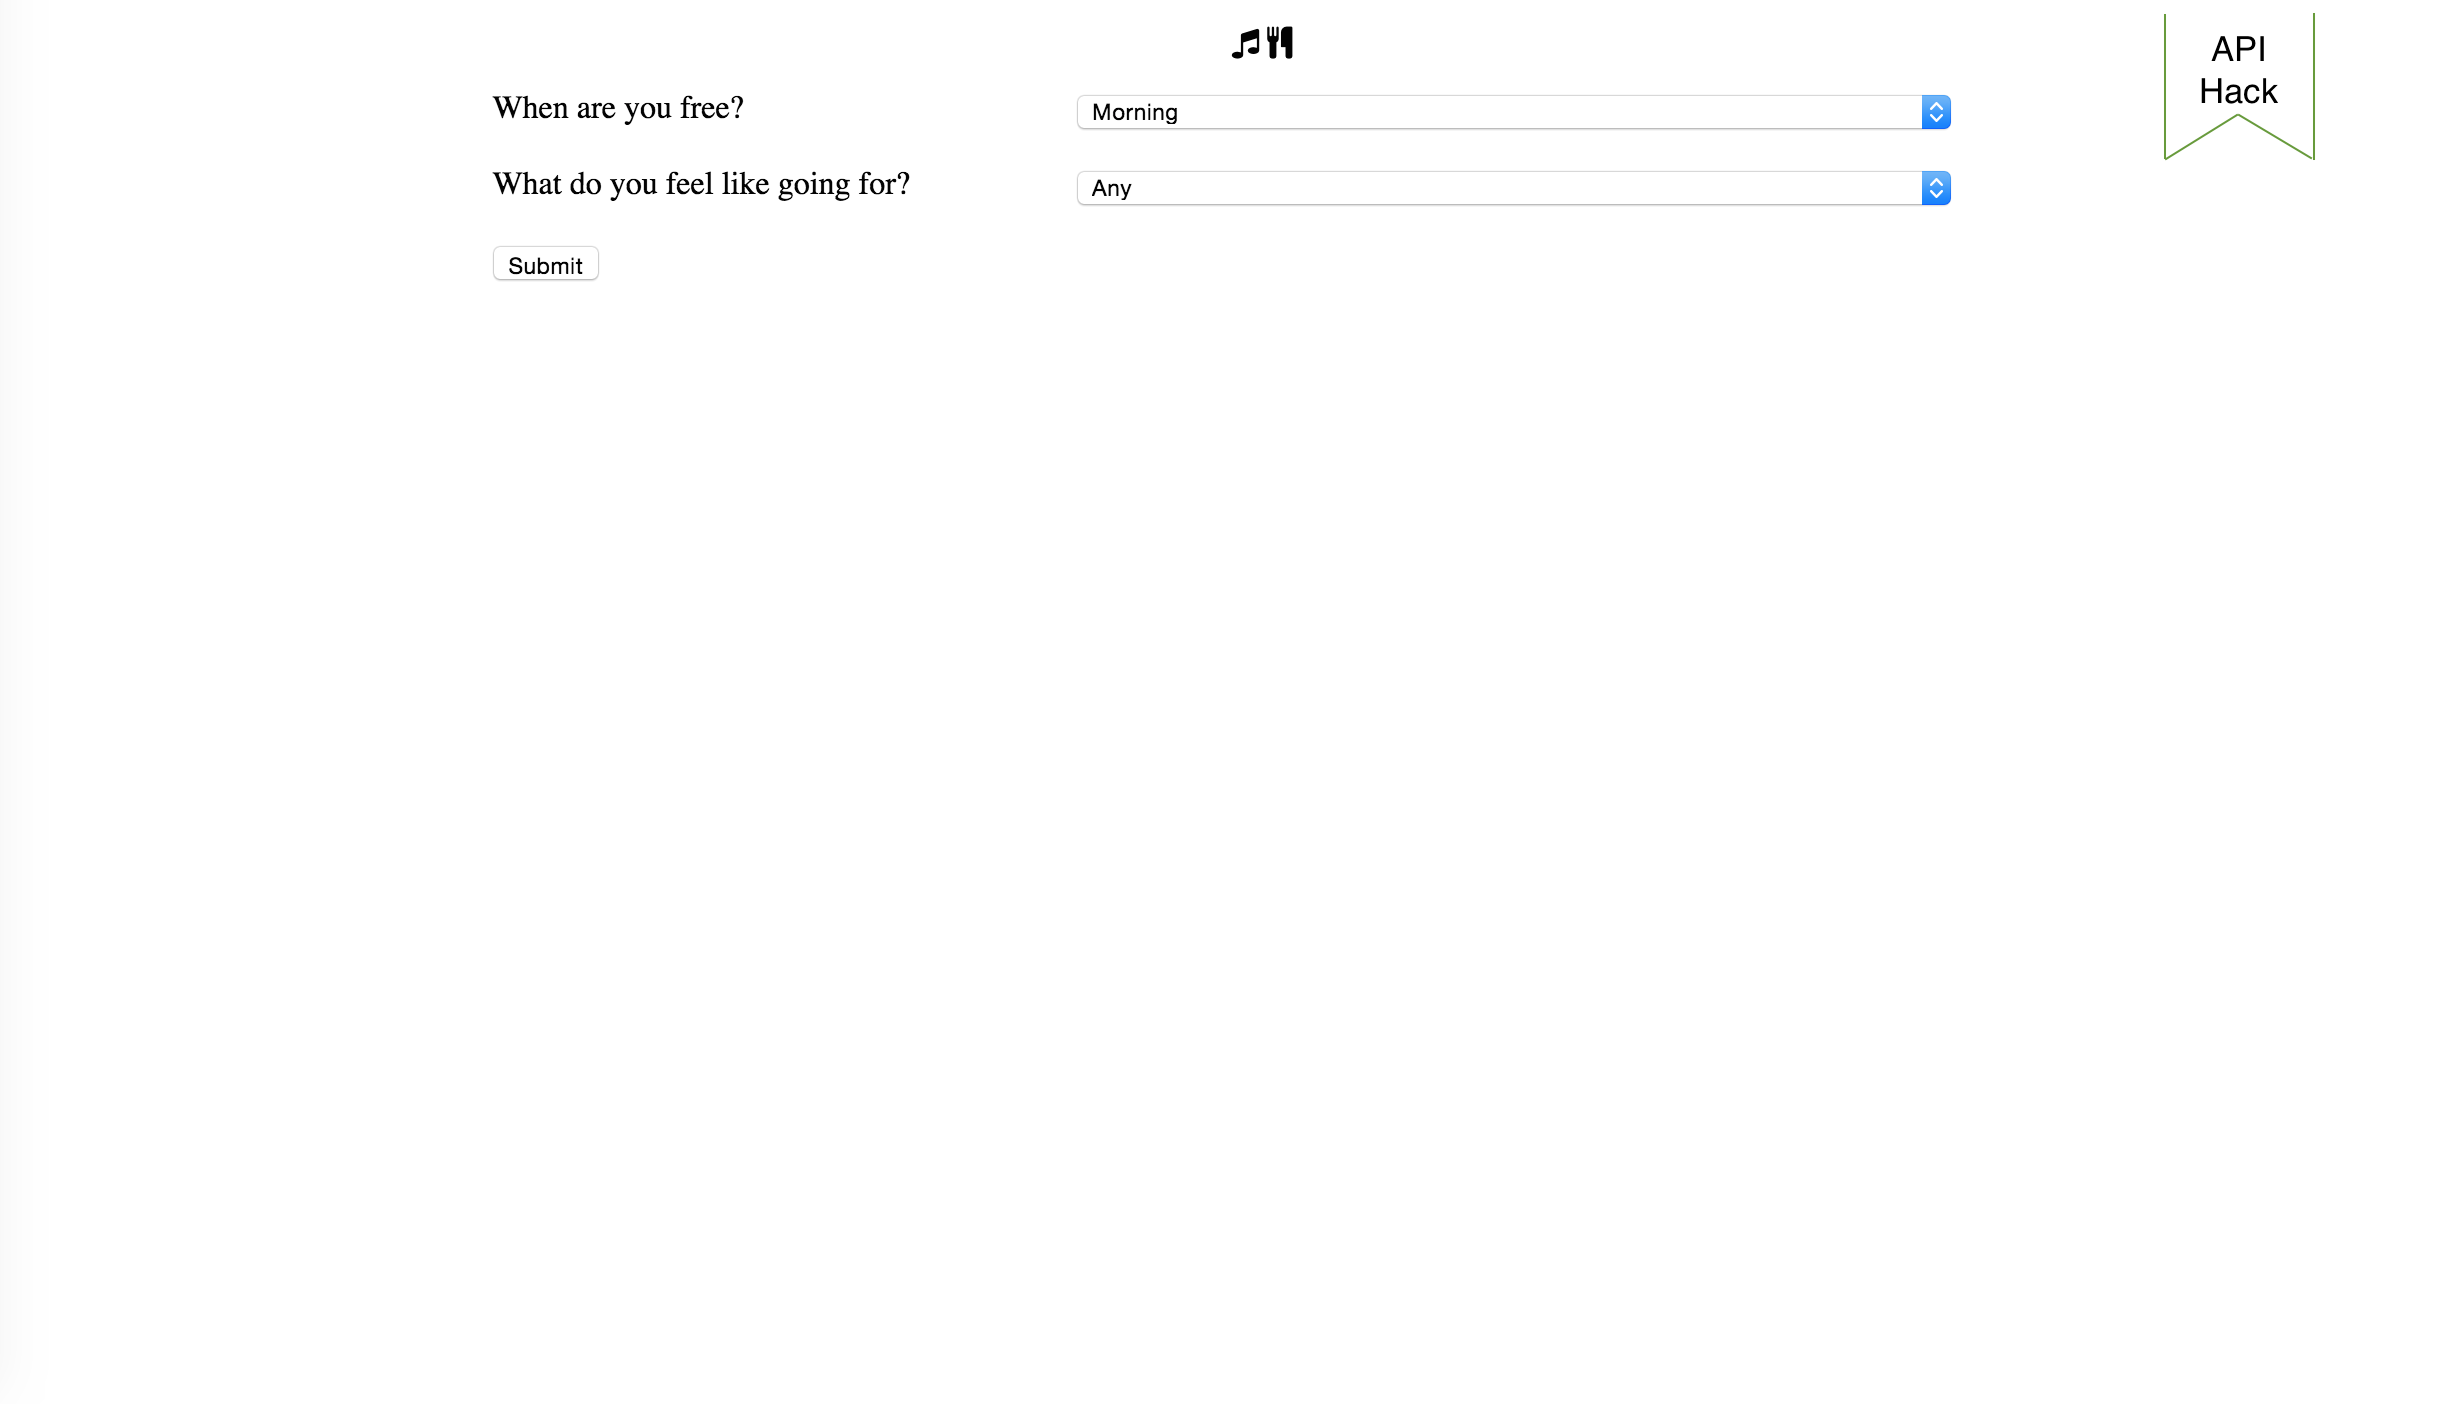 API
Hack
When are you free?
Morning
What do you feel like going for?
Any
Submit